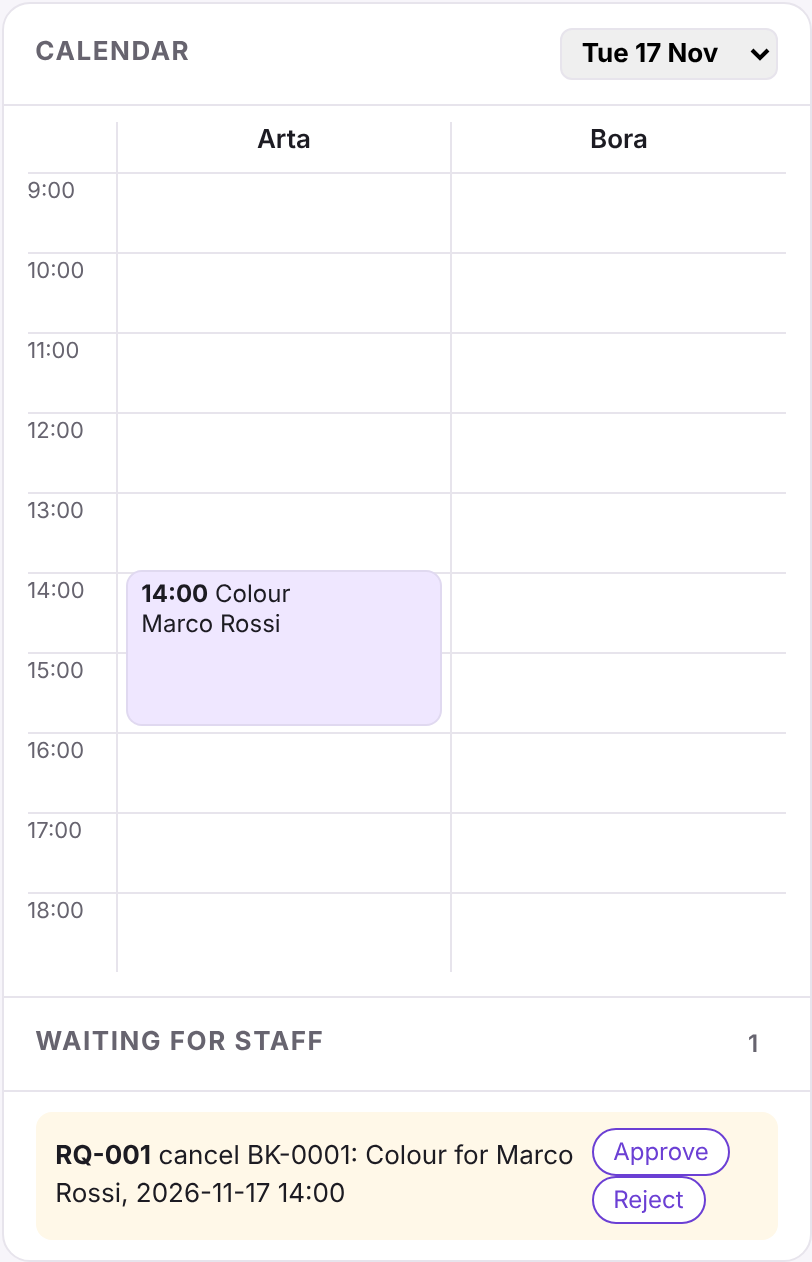 CALENDAR
Tue 17 Nov
Arta
Bora
9:00
10:00
11:00
12:00
13:00
14:00
14:00 Colour
Marco Rossi
15:00
16:00
17:00
18:00
WAITING FOR STAFF
1
RQ-001 cancel BK-0001: Colour for Marco
Rossi, 2026-11-17 14:00
Approve
Reject